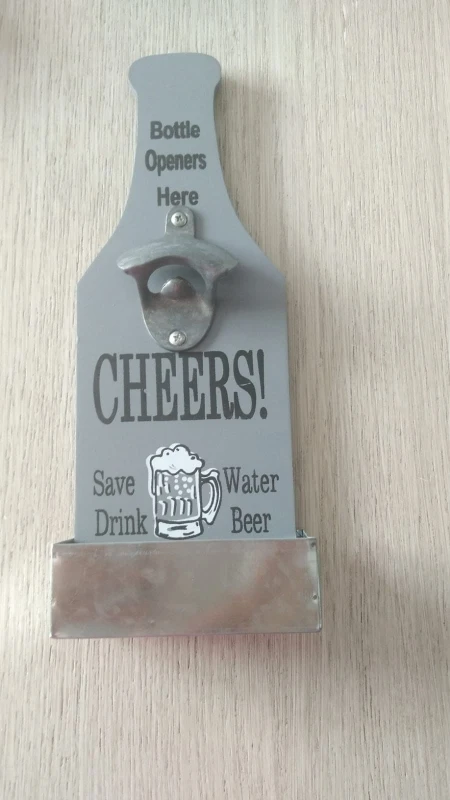 Bottle
Openers
Here
CHEERS!
Save Water
Drink Beer